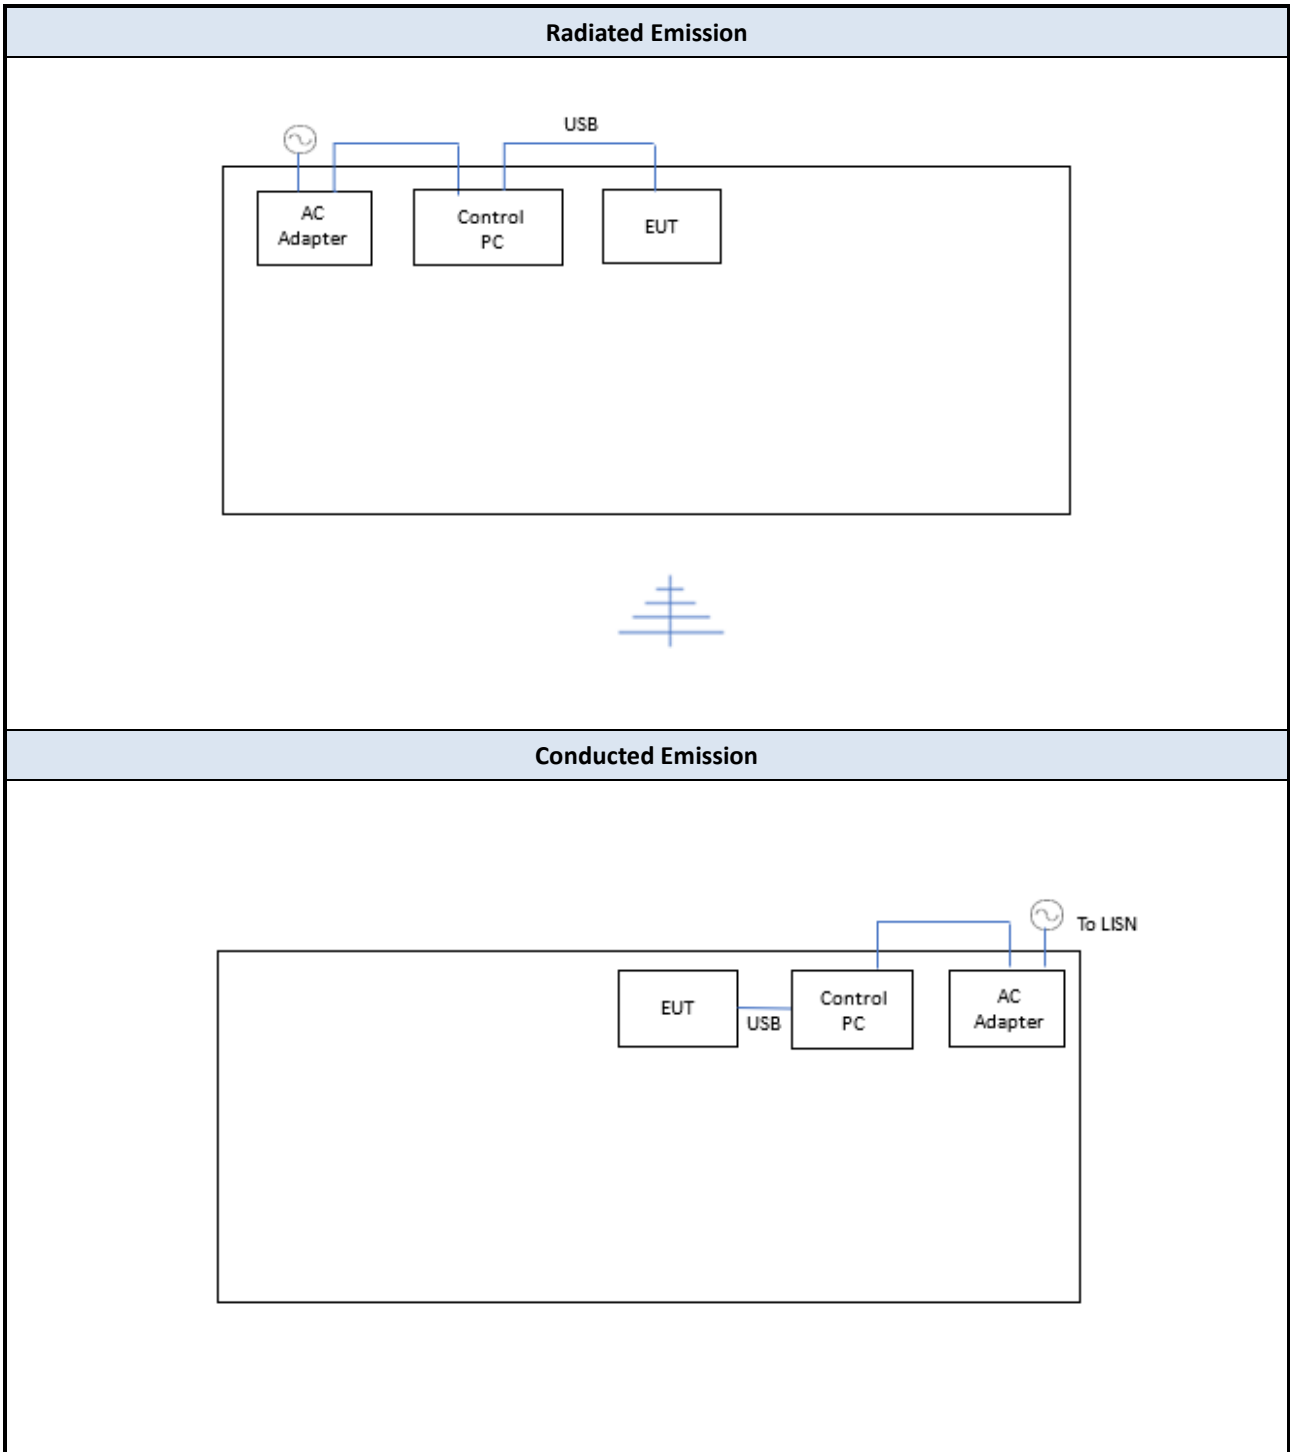 Radiated Emission
USB
AC
Adapter
Control
PC
EUT
Conducted Emission
To LISN
EUT
USB
Control
PC
AC
Adapter